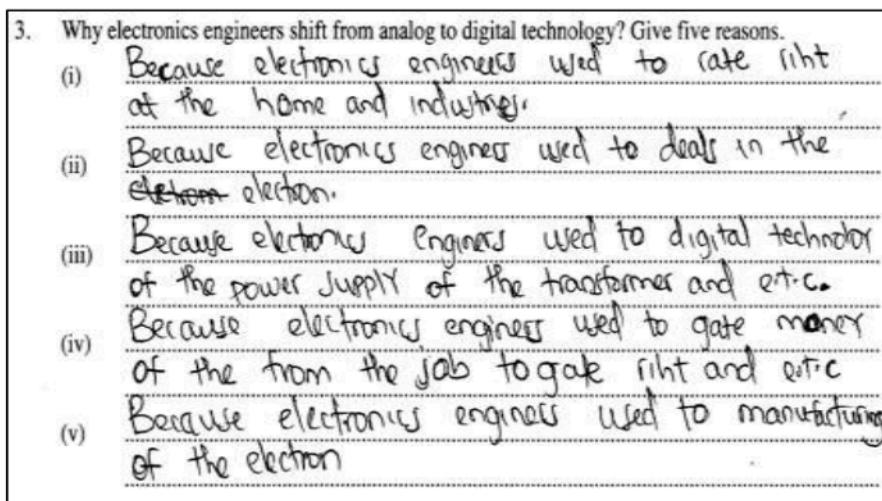 3. Why electronics engineers shift from analog to digital technology? Give five reasons.
(i) Because electronics engineers used to rate riht
at the home and industries.
(ii) Because electronics engineers used to deals in the
electron.
(iii) Because electronics Engineers used to digital technolor
of the power supply of the transformer and e.t.c.
(iv) Because electronics engineers used to gate money
of the from the job to gate riht and e.t.c
(v) Because electronics engineers used to manufacturing
of the electron